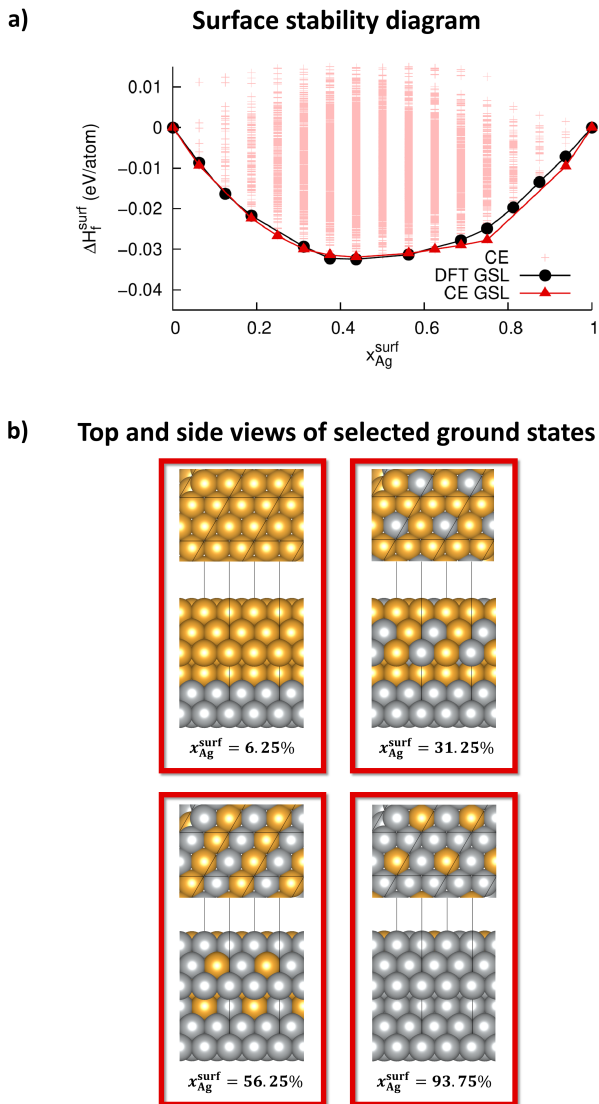 a) Surface stability diagram
0.01
0
−0.01
−0.02
−0.03
−0.04
ΔH_f^surf (eV/atom)
CE
DFT GSL
CE GSL
0 0.2 0.4 0.6 0.8 1
x_Ag^surf
b) Top and side views of selected ground states
x_Ag^surf = 6.25%
x_Ag^surf = 31.25%
x_Ag^surf = 56.25%
x_Ag^surf = 93.75%